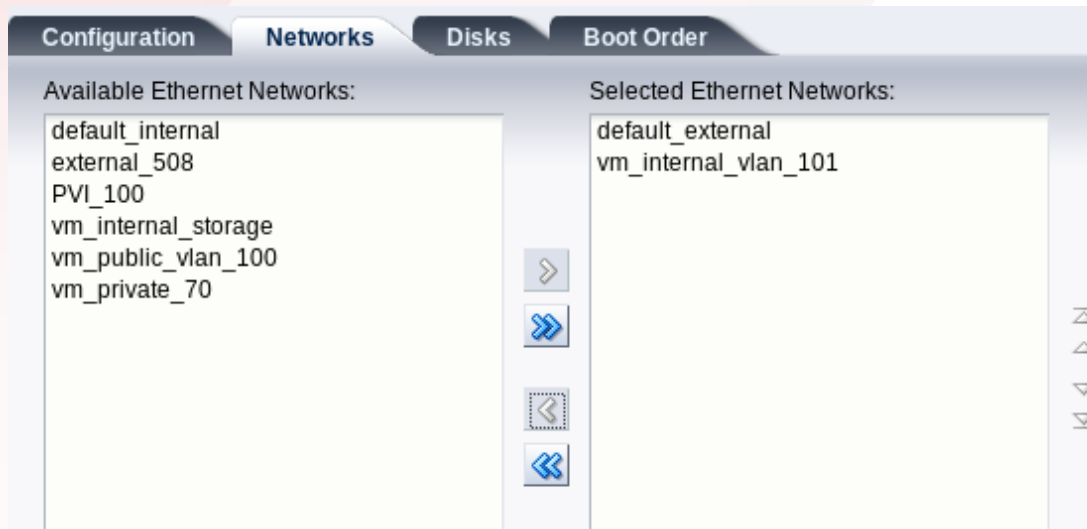 Configuration Networks Disks Boot Order
Available Ethernet Networks:
default_internal
external_508
PVI_100
vm_internal_storage
vm_public_vlan_100
vm_private_70
Selected Ethernet Networks:
default_external
vm_internal_vlan_101